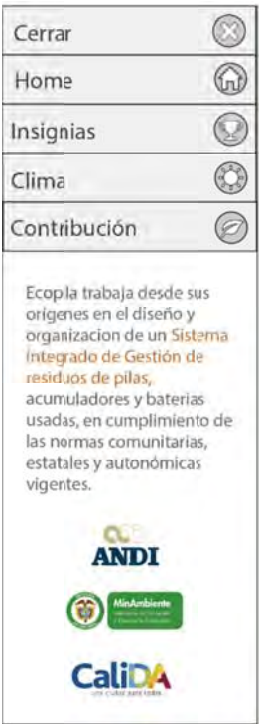 Cerrar
Home
Insignias
Clima
Contribución
Ecopila trabaja desde sus
orígenes en el diseño y
organizacion de un Sistema
Integrado de Gestión de
residuos de pilas,
acumuladores y baterias
usadas, en cumplimiento de
las normas comunitarias,
estatales y autonómicas
vigentes.
ANDI
MinAmbiente
CaliDA